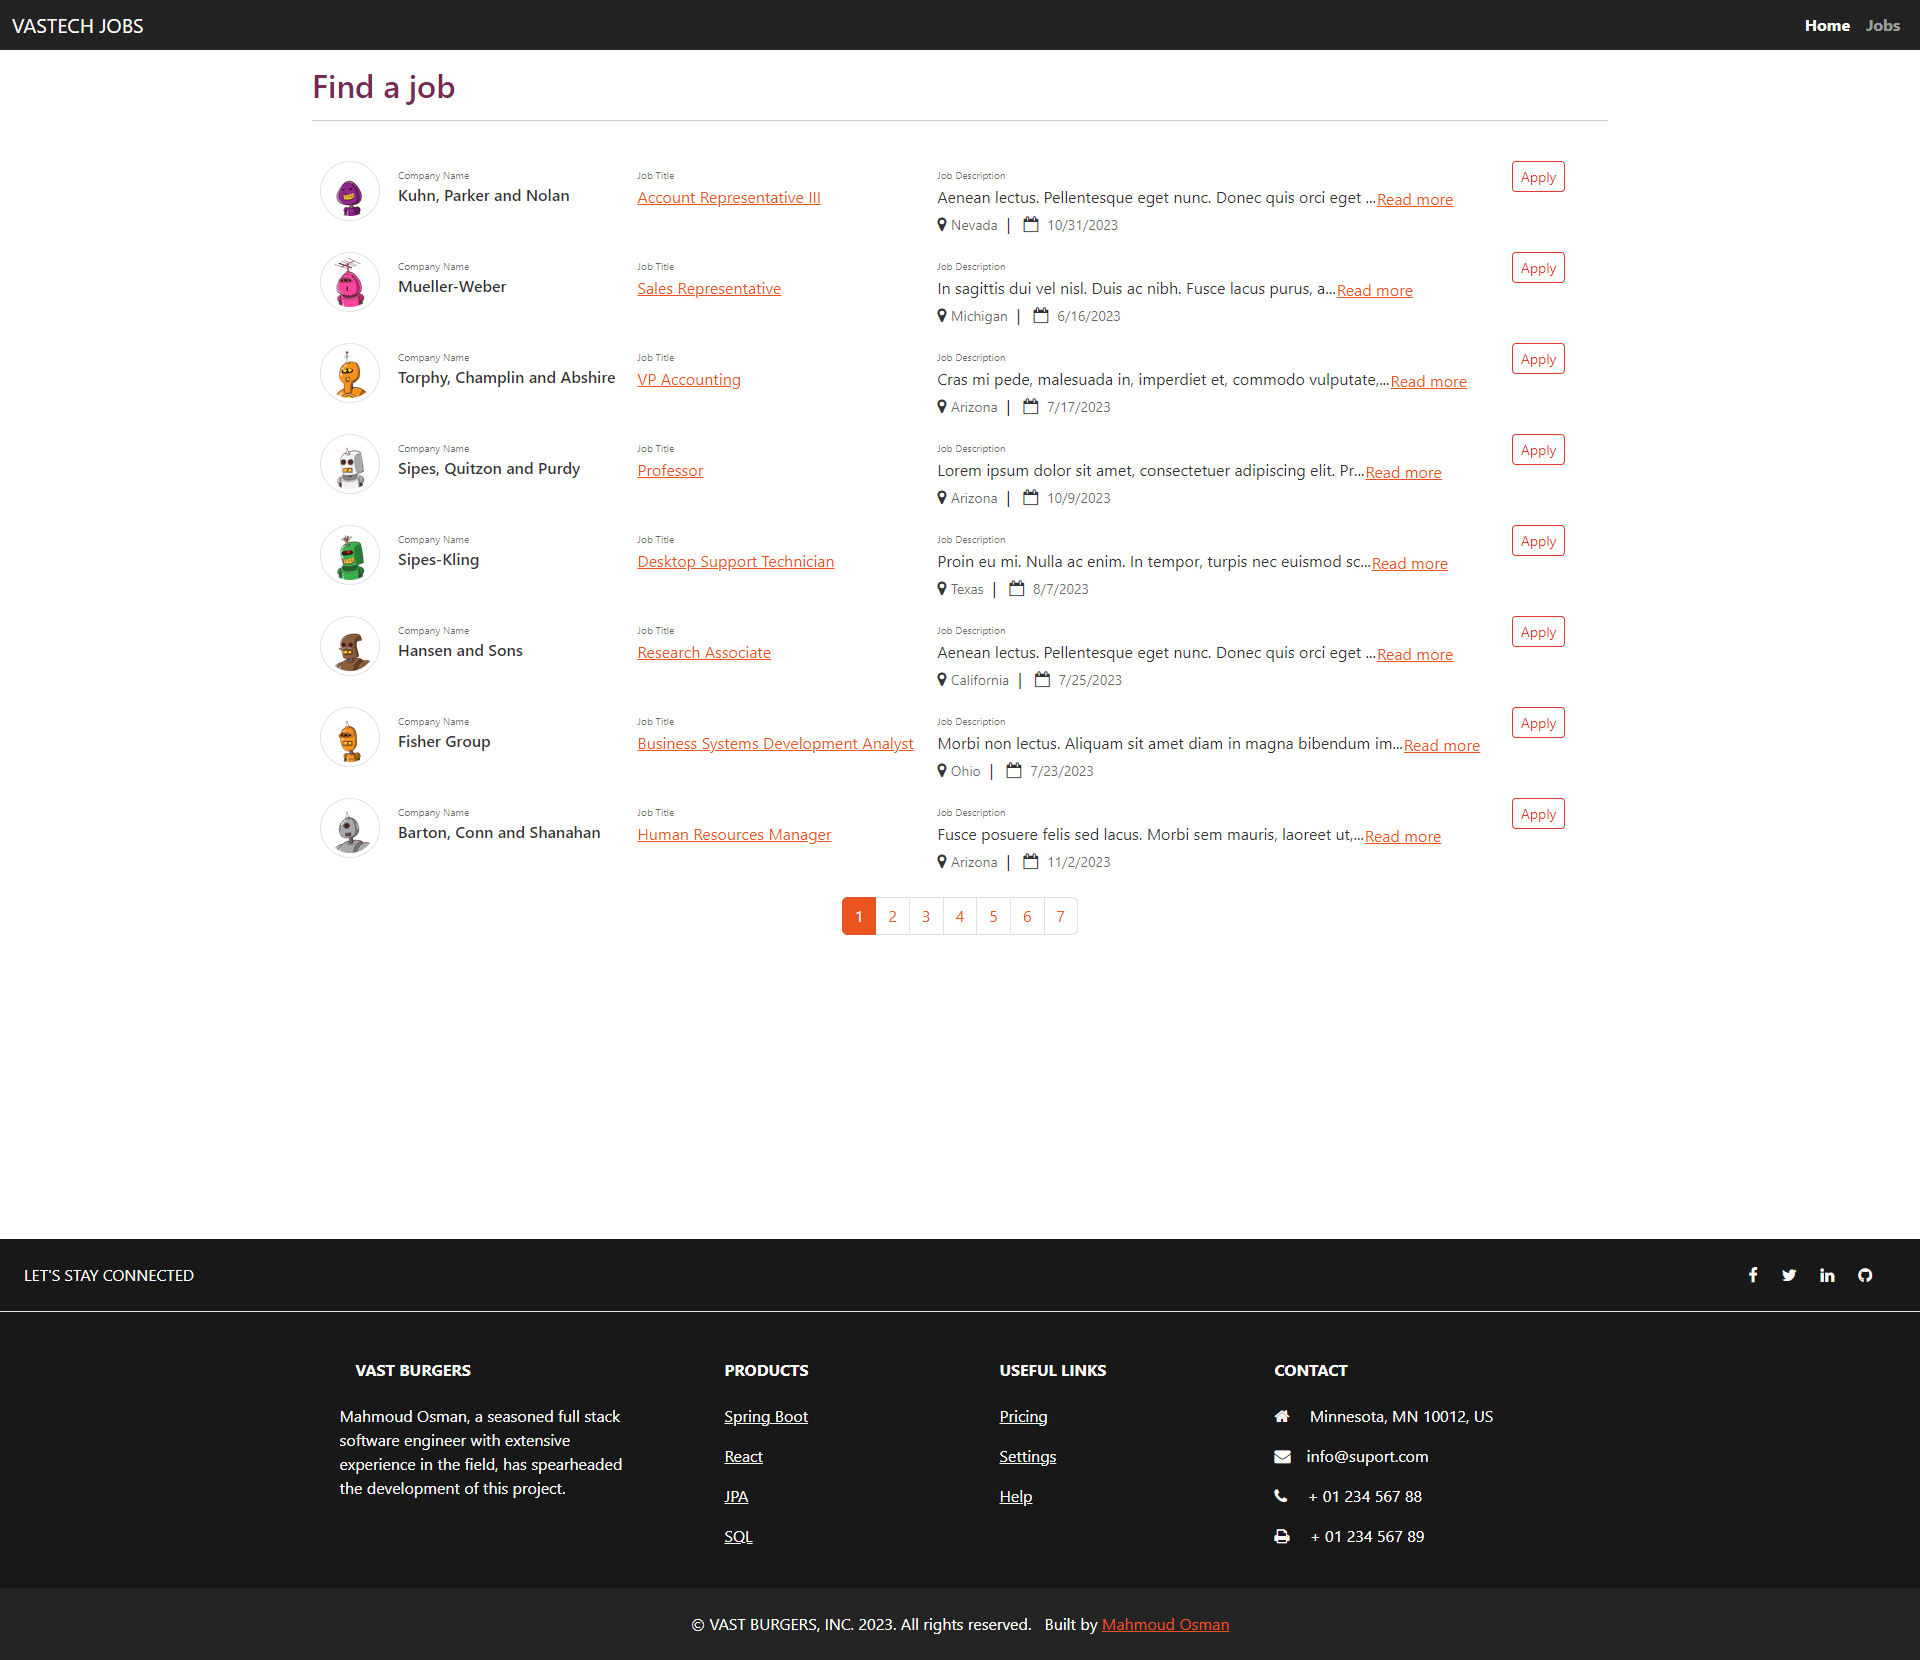 VASTECH JOBS
Home Jobs
Find a job
Company Name Job Title Job Description Apply
Kuhn, Parker and Nolan Account Representative III Aenean lectus. Pellentesque eget nunc. Donec quis orci eget ...Read more
Nevada | 10/31/2023
Company Name Job Title Job Description Apply
Mueller-Weber Sales Representative In sagittis dui vel nisl. Duis ac nibh. Fusce lacus purus, a...Read more
Michigan | 6/16/2023
Company Name Job Title Job Description Apply
Torphy, Champlin and Abshire VP Accounting Cras mi pede, malesuada in, imperdiet et, commodo vulputate,...Read more
Arizona | 7/17/2023
Company Name Job Title Job Description Apply
Sipes, Quitzon and Purdy Professor Lorem ipsum dolor sit amet, consectetuer adipiscing elit. Pr...Read more
Arizona | 10/9/2023
Company Name Job Title Job Description Apply
Sipes-Kling Desktop Support Technician Proin eu mi. Nulla ac enim. In tempor, turpis nec euismod sc...Read more
Texas | 8/7/2023
Company Name Job Title Job Description Apply
Hansen and Sons Research Associate Aenean lectus. Pellentesque eget nunc. Donec quis orci eget ...Read more
California | 7/25/2023
Company Name Job Title Job Description Apply
Fisher Group Business Systems Development Analyst Morbi non lectus. Aliquam sit amet diam in magna bibendum im...Read more
Ohio | 7/23/2023
Company Name Job Title Job Description Apply
Barton, Conn and Shanahan Human Resources Manager Fusce posuere felis sed lacus. Morbi sem mauris, laoreet ut,...Read more
Arizona | 11/2/2023
1 2 3 4 5 6 7
LET'S STAY CONNECTED
VAST BURGERS
Mahmoud Osman, a seasoned full stack
software engineer with extensive
experience in the field, has spearheaded
the development of this project.
PRODUCTS
Spring Boot
React
JPA
SQL
USEFUL LINKS
Pricing
Settings
Help
CONTACT
Minnesota, MN 10012, US
info@suport.com
+ 01 234 567 88
+ 01 234 567 89
© VAST BURGERS, INC. 2023. All rights reserved. Built by Mahmoud Osman